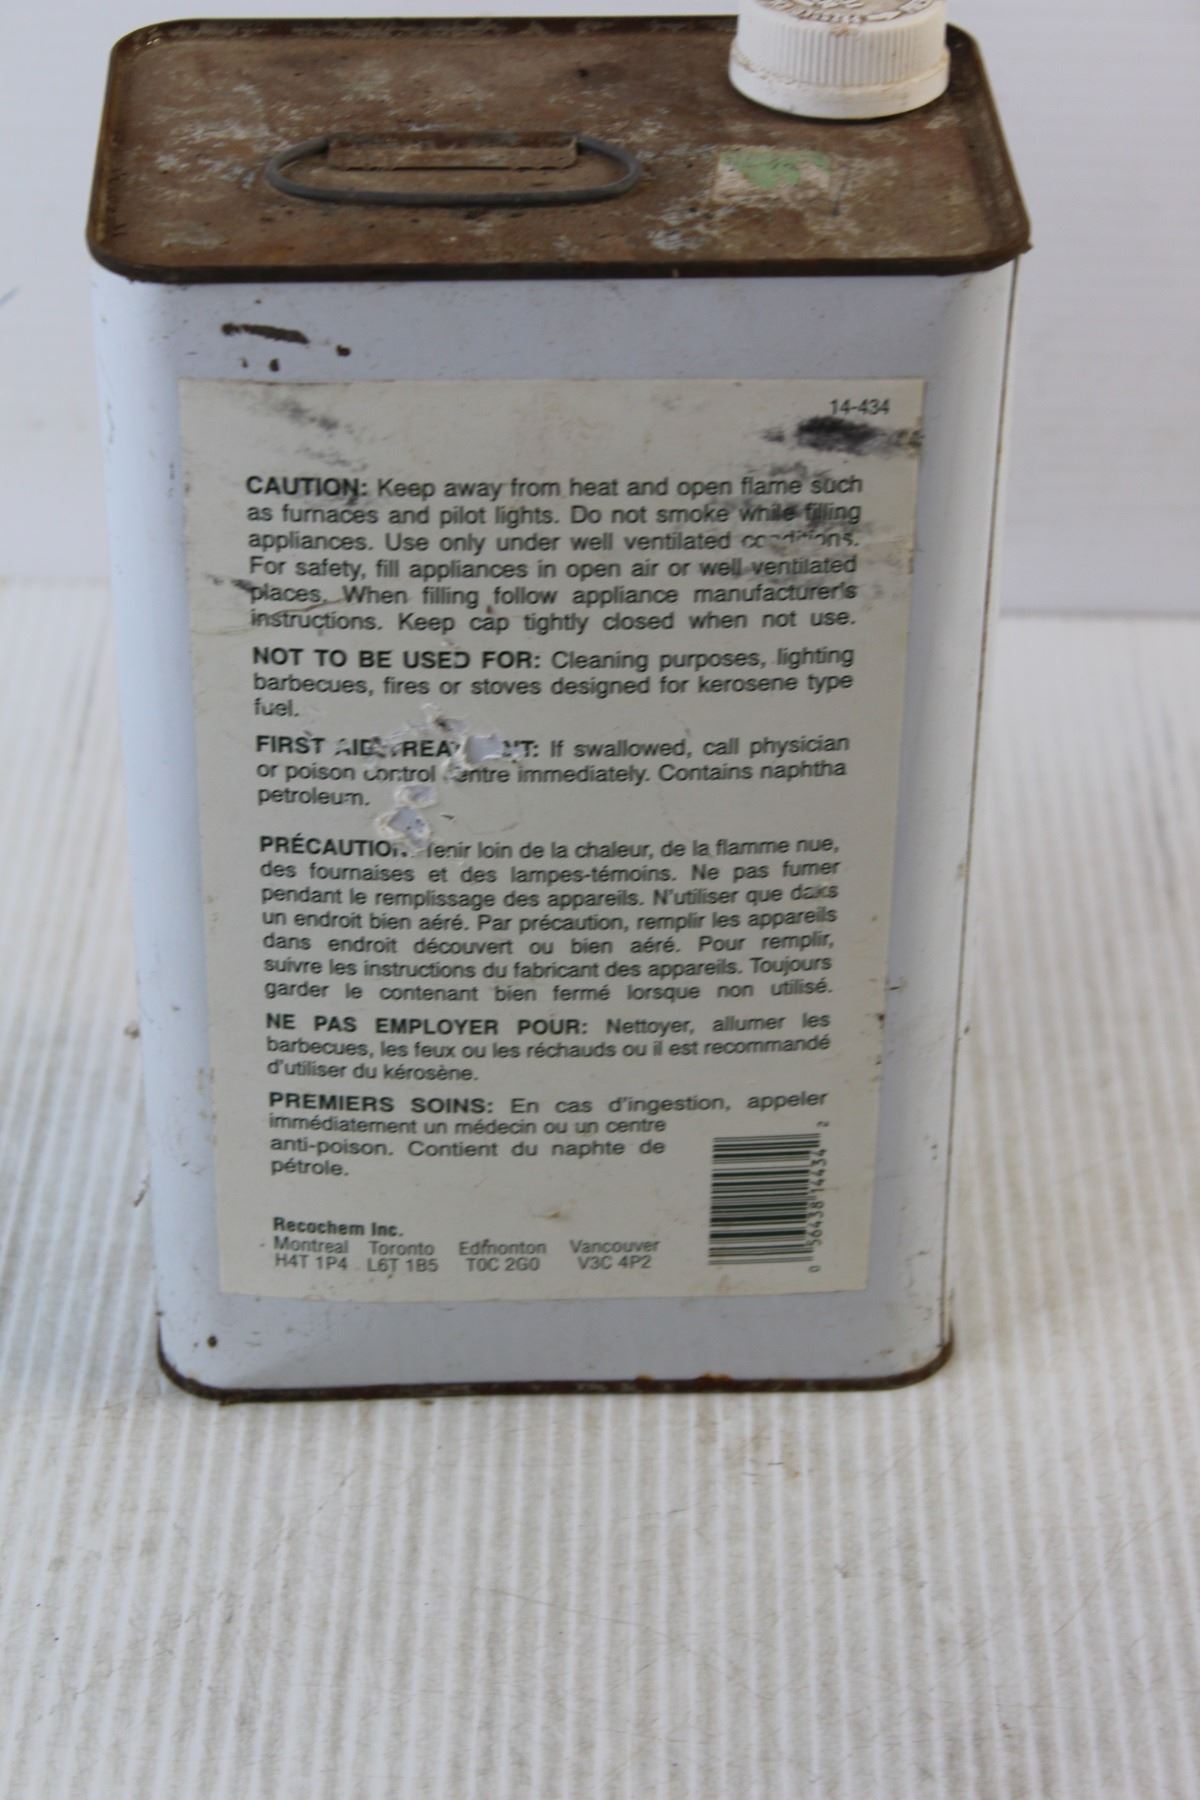 14-434
CAUTION: Keep away from heat and open flame such
as furnaces and pilot lights. Do not smoke while filling
appliances. Use only under well ventilated conditions.
For safety, fill appliances in open air or well ventilated
places. When filling follow appliance manufacturer's
instructions. Keep cap tightly closed when not use.
NOT TO BE USED FOR: Cleaning purposes, lighting
barbecues, fires or stoves designed for kerosene type
fuel.
FIRST AID TREATMENT: If swallowed, call physician
or poison control centre immediately. Contains naphtha
petroleum.
PRÉCAUTION: Tenir loin de la chaleur, de la flamme nue,
des fournaises et des lampes-témoins. Ne pas fumer
pendant le remplissage des appareils. N'utiliser que dans
un endroit bien aéré. Par précaution, remplir les appareils
dans endroit découvert ou bien aéré. Pour remplir,
suivre les instructions du fabricant des appareils. Toujours
garder le contenant bien fermé lorsque non utilisé.
NE PAS EMPLOYER POUR: Nettoyer, allumer les
barbecues, les feux ou les réchauds ou il est recommandé
d'utiliser du kérosène.
PREMIERS SOINS: En cas d'ingestion, appeler
immédiatement un médecin ou un centre
anti-poison. Contient du naphte de
pétrole.
0 56438 14434 2
Recochem Inc.
Montreal Toronto Edmonton Vancouver
H4T 1P4 L6T 1B5 T0C 2G0 V3C 4P2